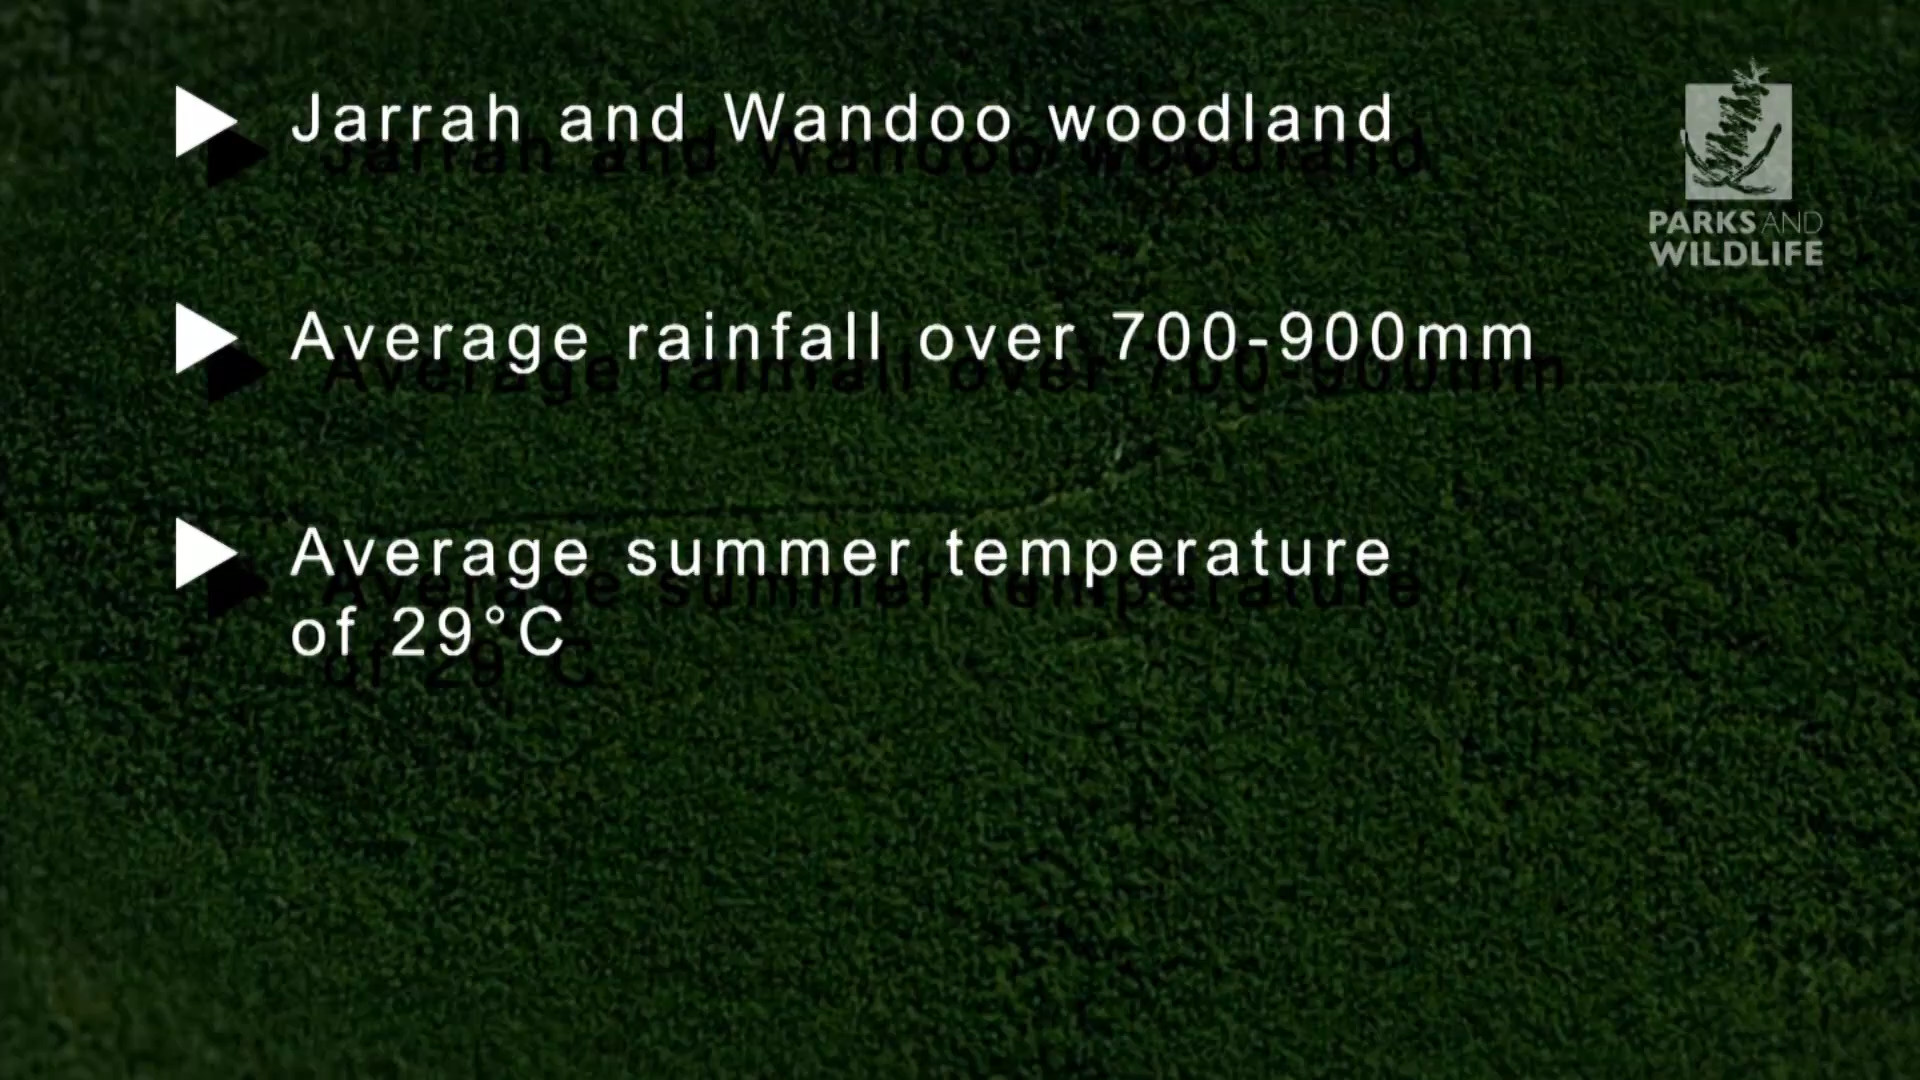 Jarrah and Wandoo woodland
PARKS AND
WILDLIFE
Average rainfall over 700-900mm
Average summer temperature
of 29°C